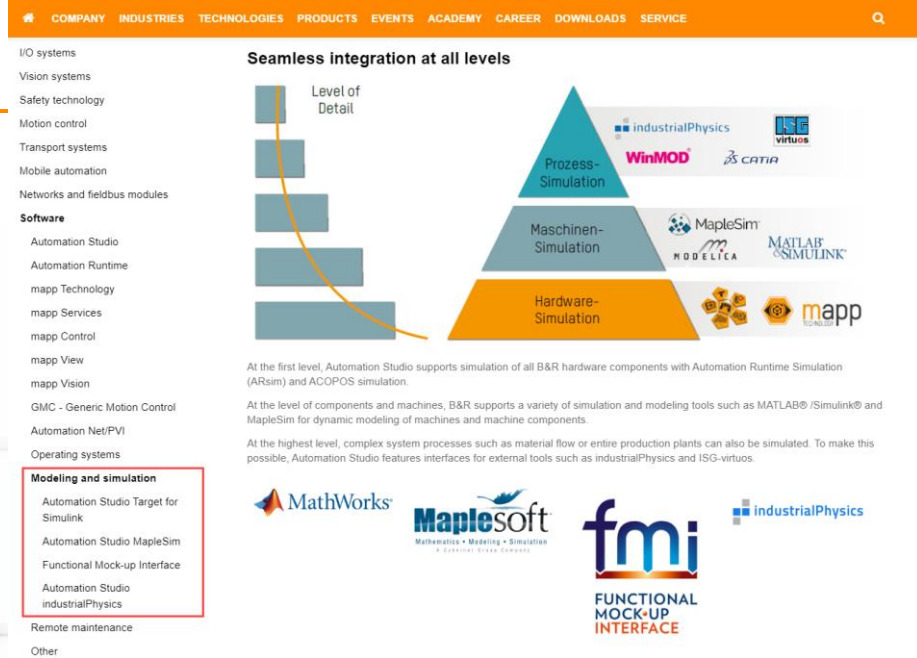 COMPANY INDUSTRIES TECHNOLOGIES PRODUCTS EVENTS ACADEMY CAREER DOWNLOADS SERVICE
I/O systems
Vision systems
Safety technology
Motion control
Transport systems
Mobile automation
Networks and fieldbus modules
Software
Automation Studio
Automation Runtime
mapp Technology
mapp Services
mapp Control
mapp View
mapp Vision
GMC - Generic Motion Control
Automation Net/PVI
Operating systems
Modeling and simulation
Automation Studio Target for
Simulink
Automation Studio MapleSim
Functional Mock-up Interface
Automation Studio
industrialPhysics
Remote maintenance
Other
Seamless integration at all levels
Level of
Detail
Prozess-
Simulation
industrialPhysics
ISG
virtuos
WinMOD
CATIA
Maschinen-
Simulation
MapleSim
MODELICA
MATLAB
&SIMULINK
Hardware-
Simulation
mapp
TECHNOLOGY
At the first level, Automation Studio supports simulation of all B&R hardware components with Automation Runtime Simulation
(ARsim) and ACOPOS simulation.
At the level of components and machines, B&R supports a variety of simulation and modeling tools such as MATLAB® /Simulink® and
MapleSim for dynamic modeling of machines and machine components.
At the highest level, complex system processes such as material flow or entire production plants can also be simulated. To make this
possible, Automation Studio features interfaces for external tools such as industrialPhysics and ISG-virtuos.
MathWorks
Maplesoft
Mathematics • Modeling • Simulation
A Cybernet Group Company
fmi
FUNCTIONAL
MOCK-UP
INTERFACE
industrialPhysics